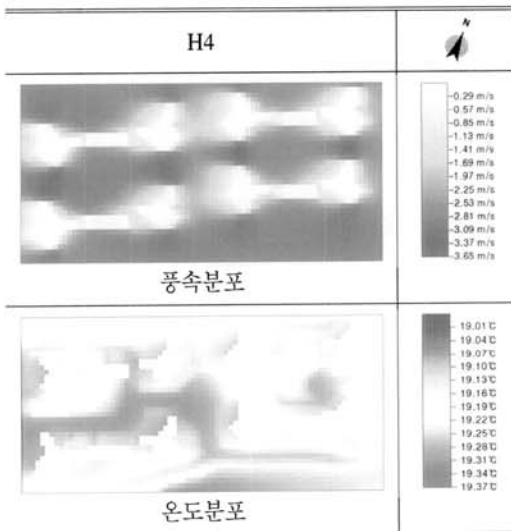 H4
N
0.29 m/s
0.57 m/s
0.85 m/s
1.13 m/s
1.41 m/s
1.69 m/s
1.97 m/s
2.25 m/s
2.53 m/s
2.81 m/s
3.09 m/s
3.37 m/s
3.65 m/s
풍속분포
19.01℃
19.04℃
19.07℃
19.10℃
19.13℃
19.16℃
19.19℃
19.22℃
19.25℃
19.28℃
19.31℃
19.34℃
19.37℃
온도분포